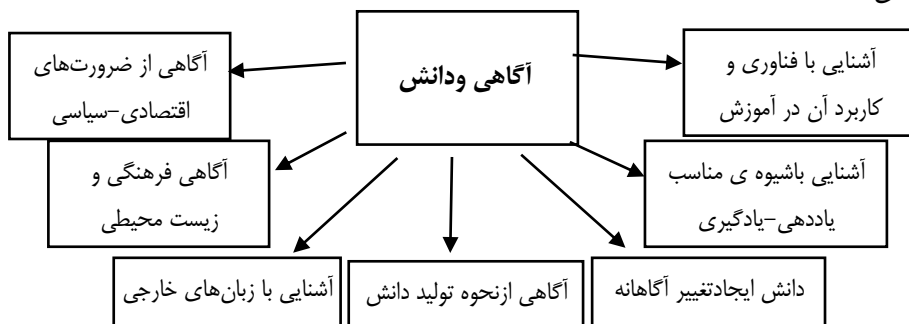 آگاهی ودانش
آشنایی با فناوری و
کاربرد آن در آموزش
آشنایی باشیوه ی مناسب
یاددهی-یادگیری
دانش ایجادتغییر آگاهانه
آگاهی ازنحوه تولید دانش
آشنایی با زبان‌های خارجی
آگاهی فرهنگی و
زیست محیطی
آگاهی از ضرورت‌های
اقتصادی-سیاسی